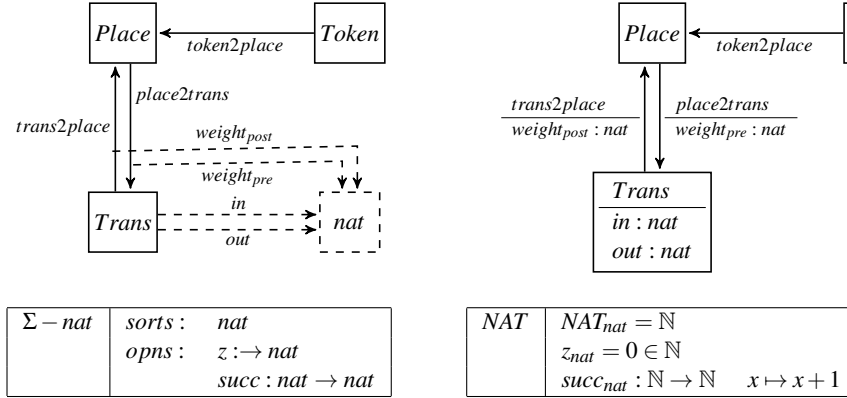 Place
Token
token2place
place2trans
trans2place
weight_post
weight_pre
Trans
in
out
nat
Place
token2place
trans2place
weight_post : nat
place2trans
weight_pre : nat
Trans
in : nat
out : nat
Σ − nat sorts : nat
opns : z :→ nat
succ : nat → nat
NAT NAT_nat = ℕ
z_nat = 0 ∈ ℕ
succ_nat : ℕ → ℕ x ↦ x + 1